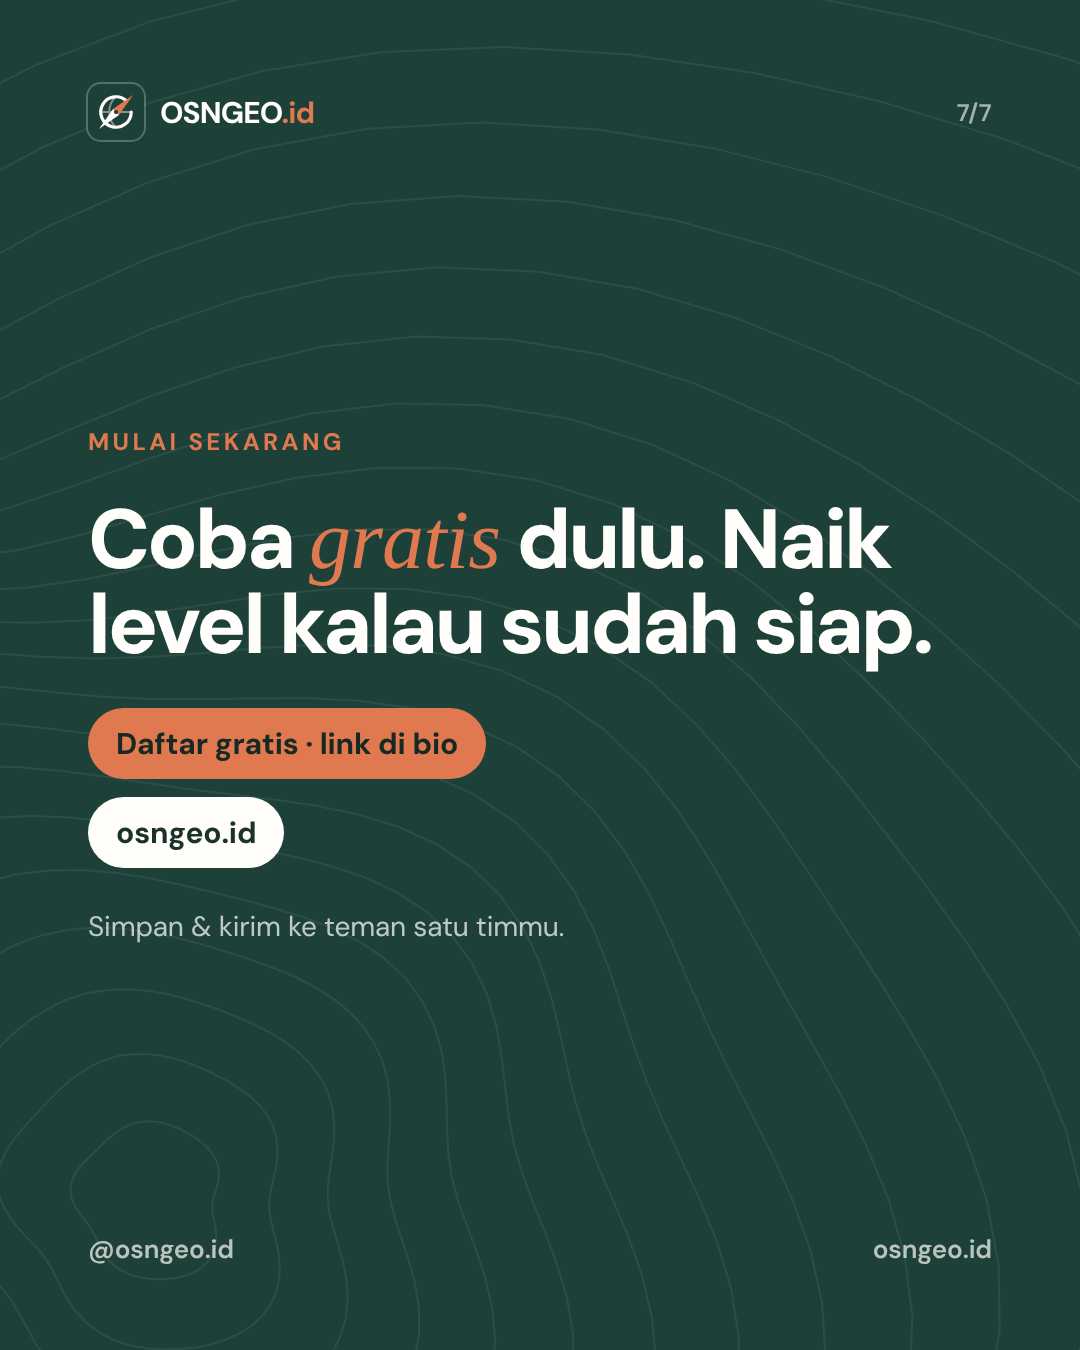 OSNGEO.id
7/7
MULAI SEKARANG
Coba gratis dulu. Naik
level kalau sudah siap.
Daftar gratis · link di bio
osngeo.id
Simpan & kirim ke teman satu timmu.
@osngeo.id
osngeo.id